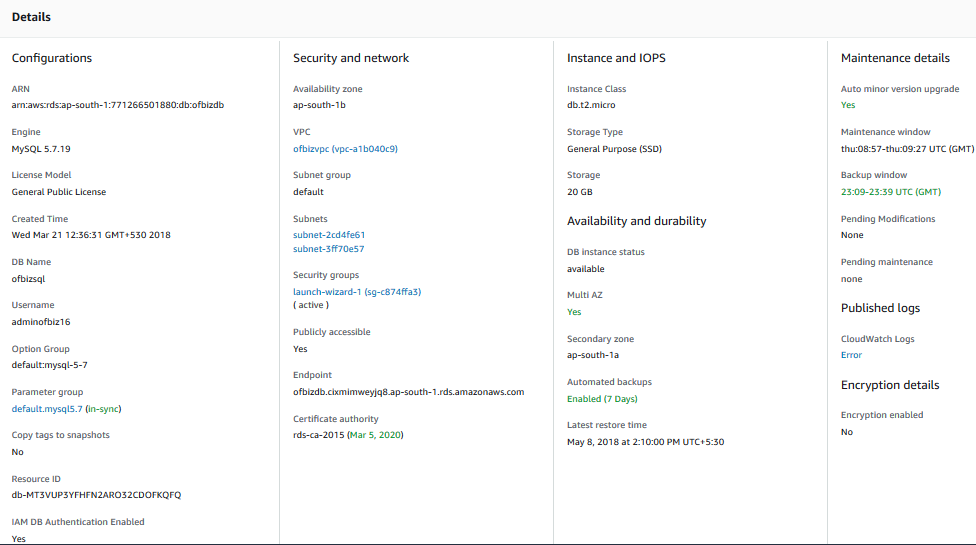 Details
Configurations
ARN
arn:aws:rds:ap-south-1:771266501880:db:ofbizdb
Engine
MySQL 5.7.19
License Model
General Public License
Created Time
Wed Mar 21 12:36:31 GMT+530 2018
DB Name
ofbizsql
Username
adminofbiz16
Option Group
default:mysql-5-7
Parameter group
default.mysql5.7 (in-sync)
Copy tags to snapshots
No
Resource ID
db-MT3VUP3YFHFN2ARO32CDOFKQFQ
IAM DB Authentication Enabled
Yes
Security and network
Availability zone
ap-south-1b
VPC
ofbizvpc (vpc-a1b040c9)
Subnet group
default
Subnets
subnet-2cd4fe61
subnet-3ff70e57
Security groups
launch-wizard-1 (sg-c874ffa3)
( active )
Publicly accessible
Yes
Endpoint
ofbizdb.cixmimweyjq8.ap-south-1.rds.amazonaws.com
Certificate authority
rds-ca-2015 (Mar 5, 2020)
Instance and IOPS
Instance Class
db.t2.micro
Storage Type
General Purpose (SSD)
Storage
20 GB
Availability and durability
DB instance status
available
Multi AZ
Yes
Secondary zone
ap-south-1a
Automated backups
Enabled (7 Days)
Latest restore time
May 8, 2018 at 2:10:00 PM UTC+5:30
Maintenance details
Auto minor version upgrade
Yes
Maintenance window
thu:08:57-thu:09:27 UTC (GMT)
Backup window
23:09-23:39 UTC (GMT)
Pending Modifications
None
Pending maintenance
none
Published logs
CloudWatch Logs
Error
Encryption details
Encryption enabled
No